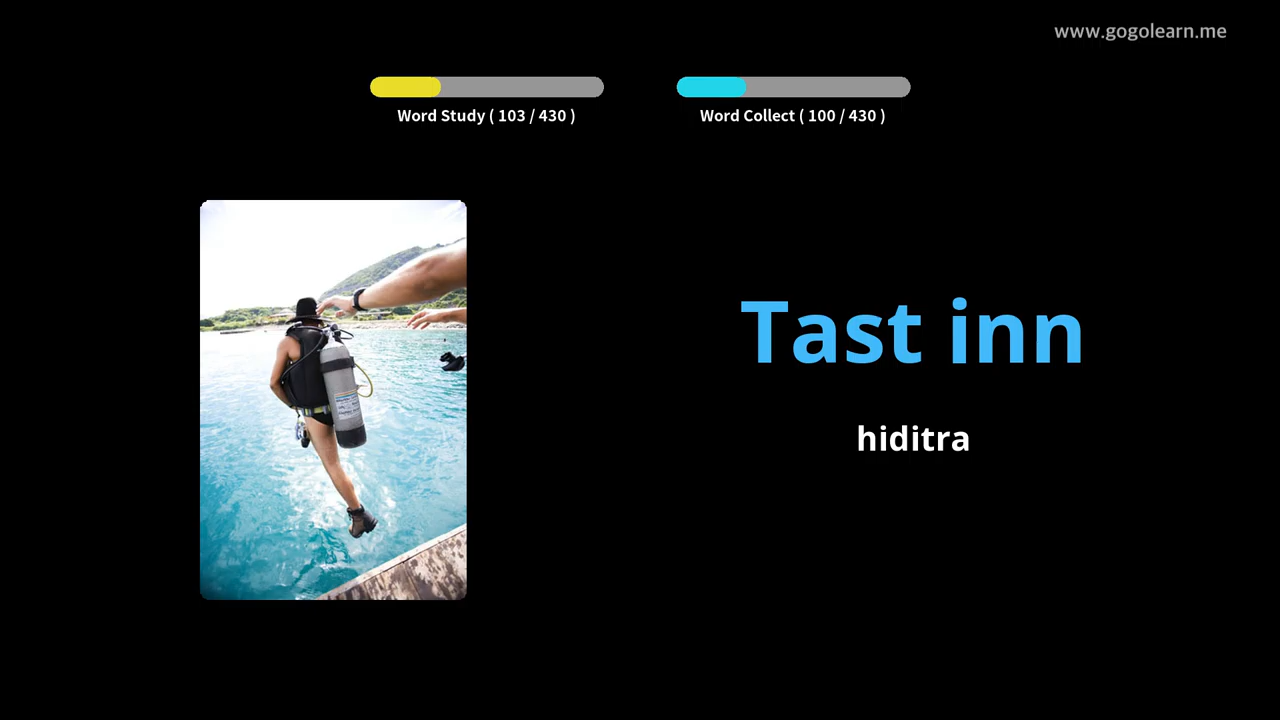 www.gogolearn.me
Word Study ( 103 / 430 )
Word Collect ( 100 / 430 )
Tast inn
hiditra